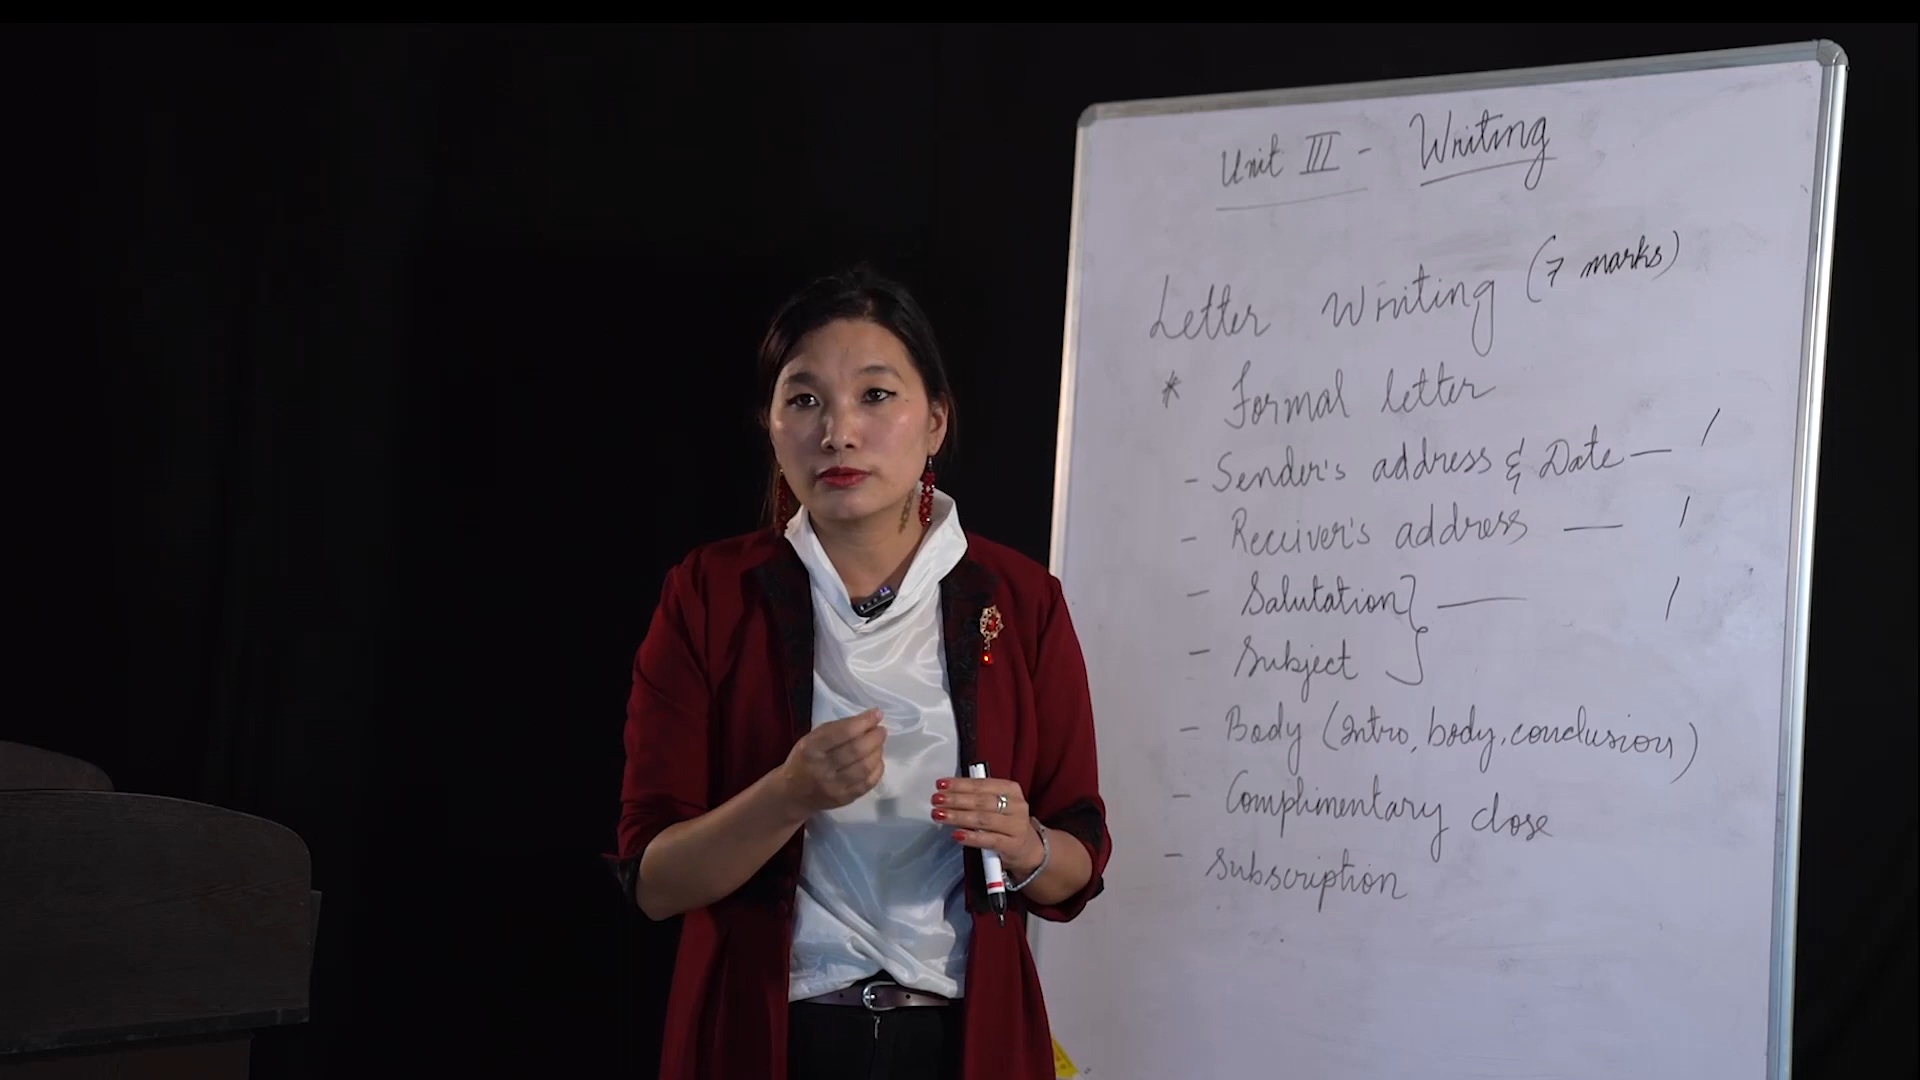 Unit III - Writing
Letter Writing (7 marks)
* Formal letter
- Sender's address & Date — 1
- Receiver's address — 1
- Salutation } — 1
- Subject
- Body (Intro, body, conclusion)
- Complimentary close
- Subscription